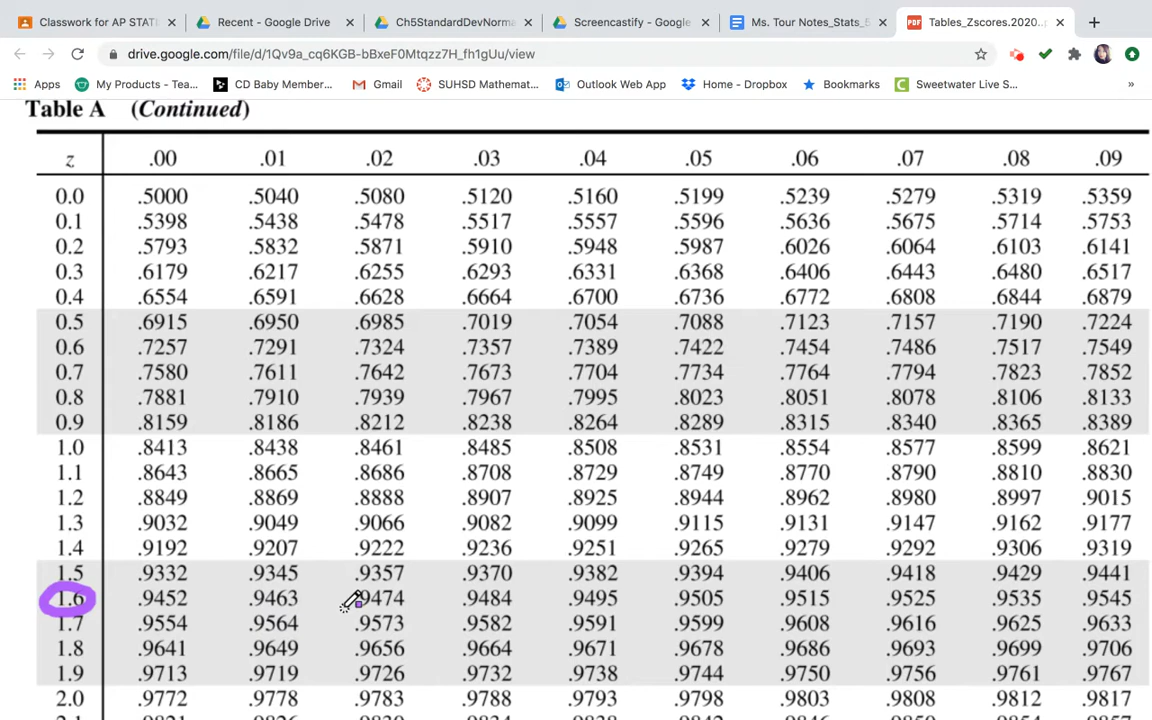 Classwork for AP STATI × Recent - Google Drive × Ch5StandardDevNorma × Screencastify - Google × Ms. Tour Notes_Stats_5 × Tables_Zscores.2020.. × +
drive.google.com/file/d/1Qv9a_cq6KGB-bBxeF0Mtqzz7H_fh1gUu/view
Apps My Products - Tea... CD Baby Member... Gmail SUHSD Mathemat... Outlook Web App Home - Dropbox Bookmarks Sweetwater Live S... »
Table A (Continued)
z .00 .01 .02 .03 .04 .05 .06 .07 .08 .09
0.0 .5000 .5040 .5080 .5120 .5160 .5199 .5239 .5279 .5319 .5359
0.1 .5398 .5438 .5478 .5517 .5557 .5596 .5636 .5675 .5714 .5753
0.2 .5793 .5832 .5871 .5910 .5948 .5987 .6026 .6064 .6103 .6141
0.3 .6179 .6217 .6255 .6293 .6331 .6368 .6406 .6443 .6480 .6517
0.4 .6554 .6591 .6628 .6664 .6700 .6736 .6772 .6808 .6844 .6879
0.5 .6915 .6950 .6985 .7019 .7054 .7088 .7123 .7157 .7190 .7224
0.6 .7257 .7291 .7324 .7357 .7389 .7422 .7454 .7486 .7517 .7549
0.7 .7580 .7611 .7642 .7673 .7704 .7734 .7764 .7794 .7823 .7852
0.8 .7881 .7910 .7939 .7967 .7995 .8023 .8051 .8078 .8106 .8133
0.9 .8159 .8186 .8212 .8238 .8264 .8289 .8315 .8340 .8365 .8389
1.0 .8413 .8438 .8461 .8485 .8508 .8531 .8554 .8577 .8599 .8621
1.1 .8643 .8665 .8686 .8708 .8729 .8749 .8770 .8790 .8810 .8830
1.2 .8849 .8869 .8888 .8907 .8925 .8944 .8962 .8980 .8997 .9015
1.3 .9032 .9049 .9066 .9082 .9099 .9115 .9131 .9147 .9162 .9177
1.4 .9192 .9207 .9222 .9236 .9251 .9265 .9279 .9292 .9306 .9319
1.5 .9332 .9345 .9357 .9370 .9382 .9394 .9406 .9418 .9429 .9441
1.6 .9452 .9463 .9474 .9484 .9495 .9505 .9515 .9525 .9535 .9545
1.7 .9554 .9564 .9573 .9582 .9591 .9599 .9608 .9616 .9625 .9633
1.8 .9641 .9649 .9656 .9664 .9671 .9678 .9686 .9693 .9699 .9706
1.9 .9713 .9719 .9726 .9732 .9738 .9744 .9750 .9756 .9761 .9767
2.0 .9772 .9778 .9783 .9788 .9793 .9798 .9803 .9808 .9812 .9817